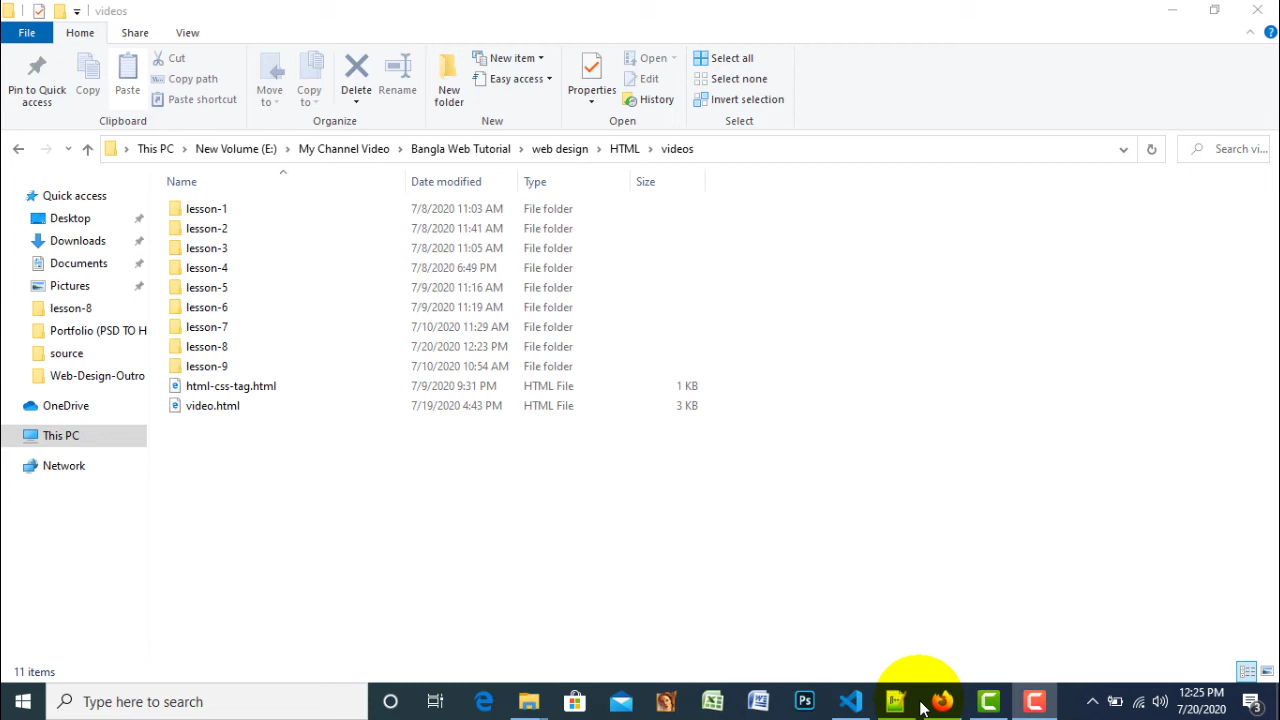 videos
File Home Share View
Pin to Quick access
Copy
Paste
Cut
Copy path
Paste shortcut
Clipboard
Move to
Copy to
Delete
Rename
Organize
New folder
New item
Easy access
New
Properties
Open
Edit
History
Open
Select all
Select none
Invert selection
Select
This PC > New Volume (E:) > My Channel Video > Bangla Web Tutorial > web design > HTML > videos
Search vi...
Name Date modified Type Size
Quick access
Desktop
Downloads
Documents
Pictures
lesson-8
Portfolio (PSD TO H
source
Web-Design-Outro
OneDrive
This PC
Network
lesson-1 7/8/2020 11:03 AM File folder
lesson-2 7/8/2020 11:41 AM File folder
lesson-3 7/8/2020 11:05 AM File folder
lesson-4 7/8/2020 6:49 PM File folder
lesson-5 7/9/2020 11:16 AM File folder
lesson-6 7/9/2020 11:19 AM File folder
lesson-7 7/10/2020 11:29 AM File folder
lesson-8 7/20/2020 12:23 PM File folder
lesson-9 7/10/2020 10:54 AM File folder
html-css-tag.html 7/9/2020 9:31 PM HTML File 1 KB
video.html 7/19/2020 4:43 PM HTML File 3 KB
11 items
Type here to search
Ps
12:25 PM
7/20/2020
3